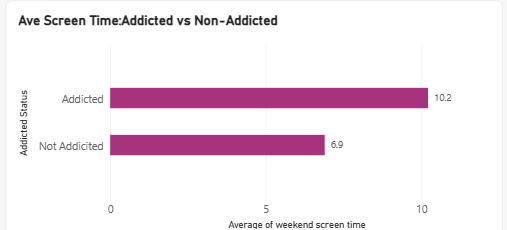 Ave Screen Time:Addicted vs Non-Addicted
Addicted Status
Addicted
10.2
Not Addicited
6.9
0
5
10
Average of weekend screen time